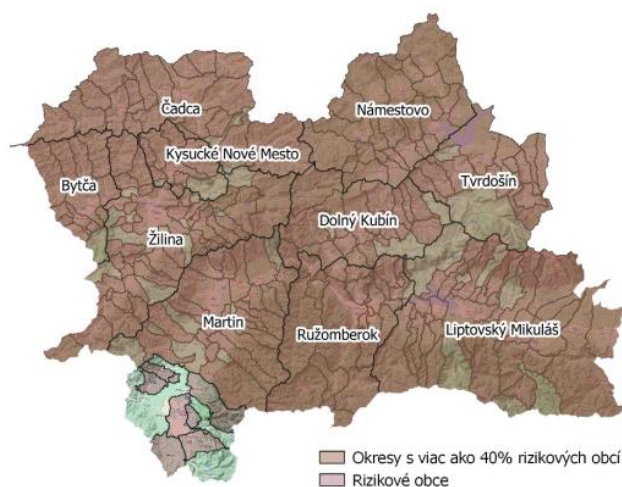 Čadca
Námestovo
Kysucké Nové Mesto
Bytča
Tvrdošín
Dolný Kubín
Žilina
Martin
Ružomberok
Liptovský Mikuláš
Okresy s viac ako 40% rizikových obcí
Rizikové obce